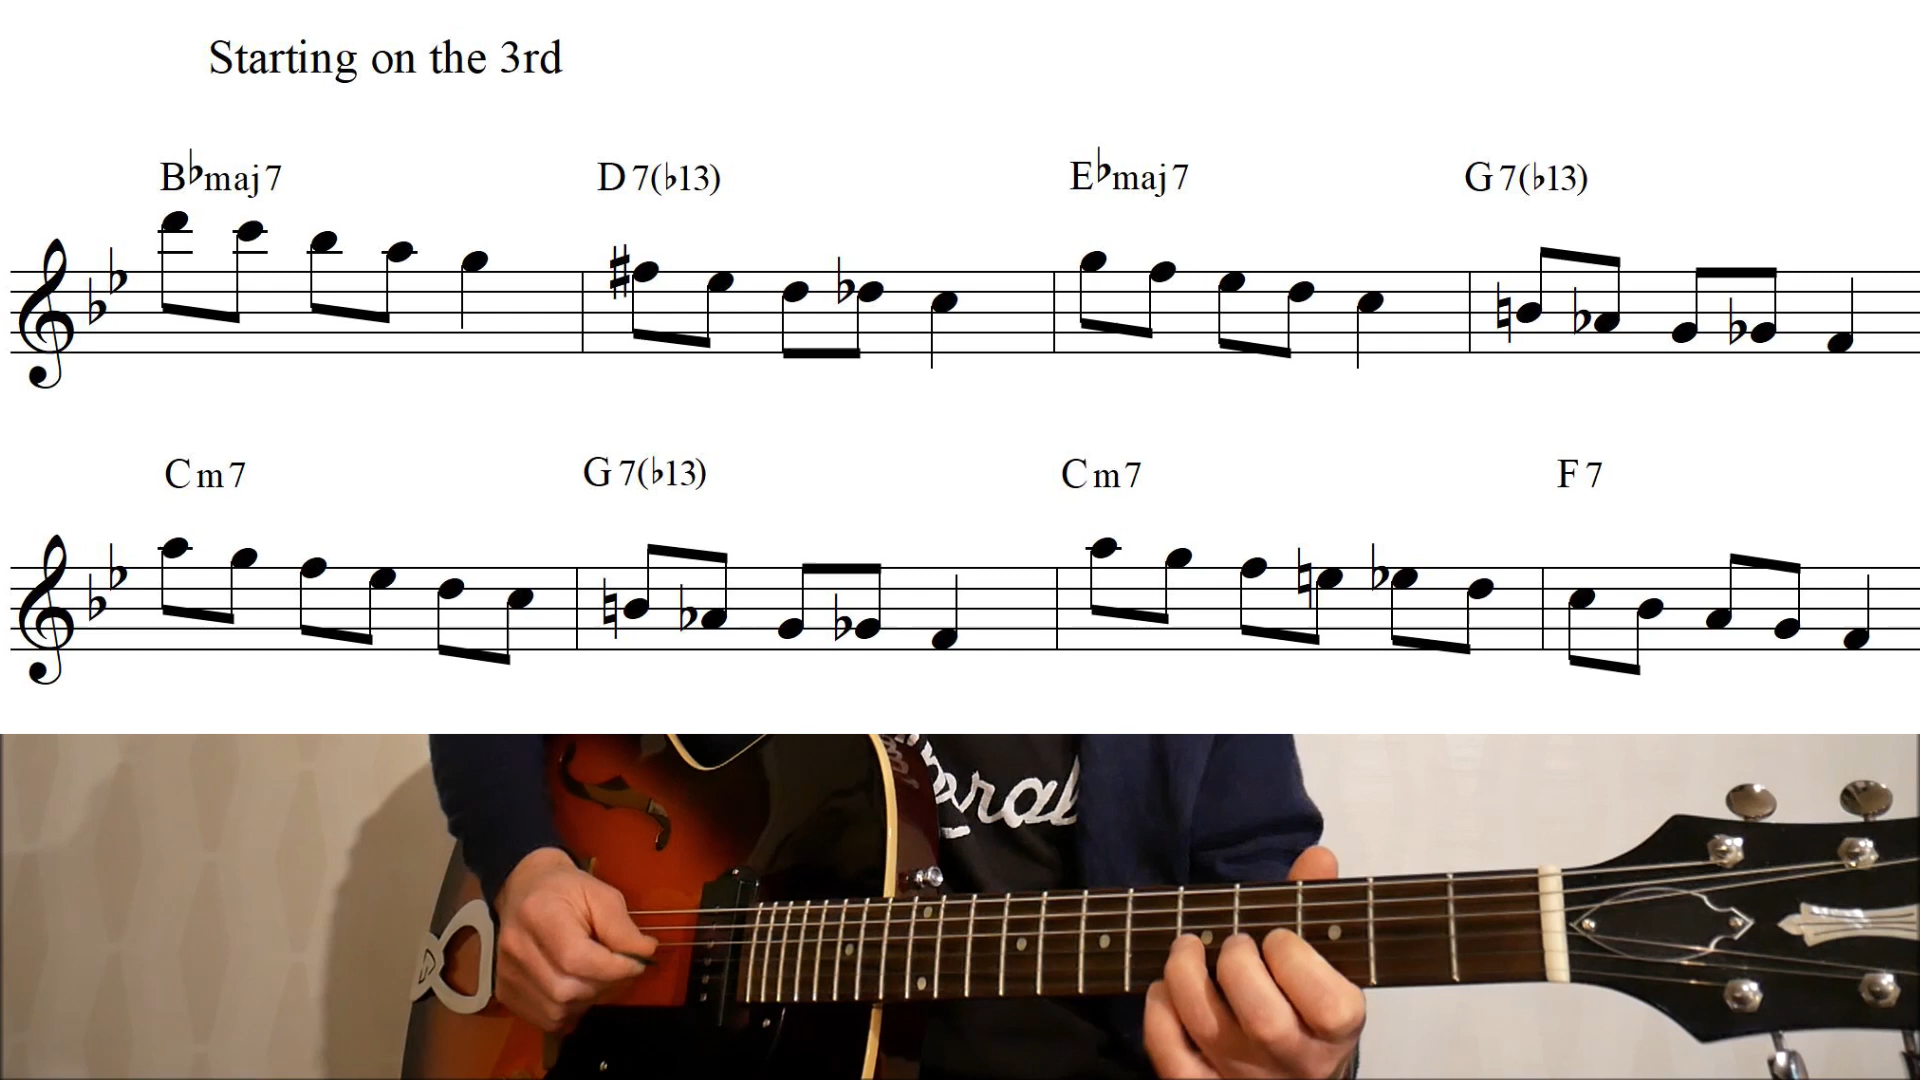 Starting on the 3rd
B♭maj7 D7(♭13) E♭maj7 G7(♭13)
Cm7 G7(♭13) Cm7 F7